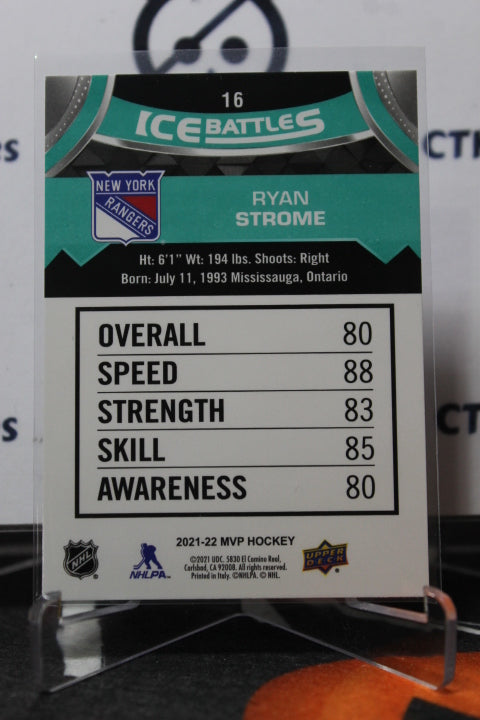 16
ICE BATTLES
NEW YORK
RANGERS
RYAN
STROME
Ht: 6'1" Wt: 194 lbs. Shoots: Right
Born: July 11, 1993 Mississauga, Ontario
OVERALL 80
SPEED 88
STRENGTH 83
SKILL 85
AWARENESS 80
2021-22 MVP HOCKEY
©2021 UDC. 5830 El Camino Real,
Carlsbad, CA 92008. All rights reserved.
Printed in Italy. ©NHLPA. © NHL.
NHL
NHLPA
UPPER
DECK